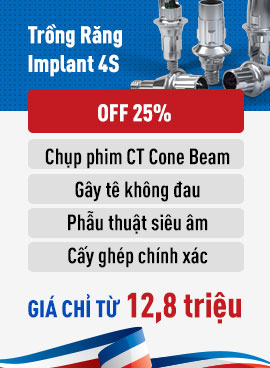 Trồng Răng
Implant 4S
OFF 25%
Chụp phim CT Cone Beam
Gây tê không đau
Phẫu thuật siêu âm
Cấy ghép chính xác
GIÁ CHỈ TỪ 12,8 triệu